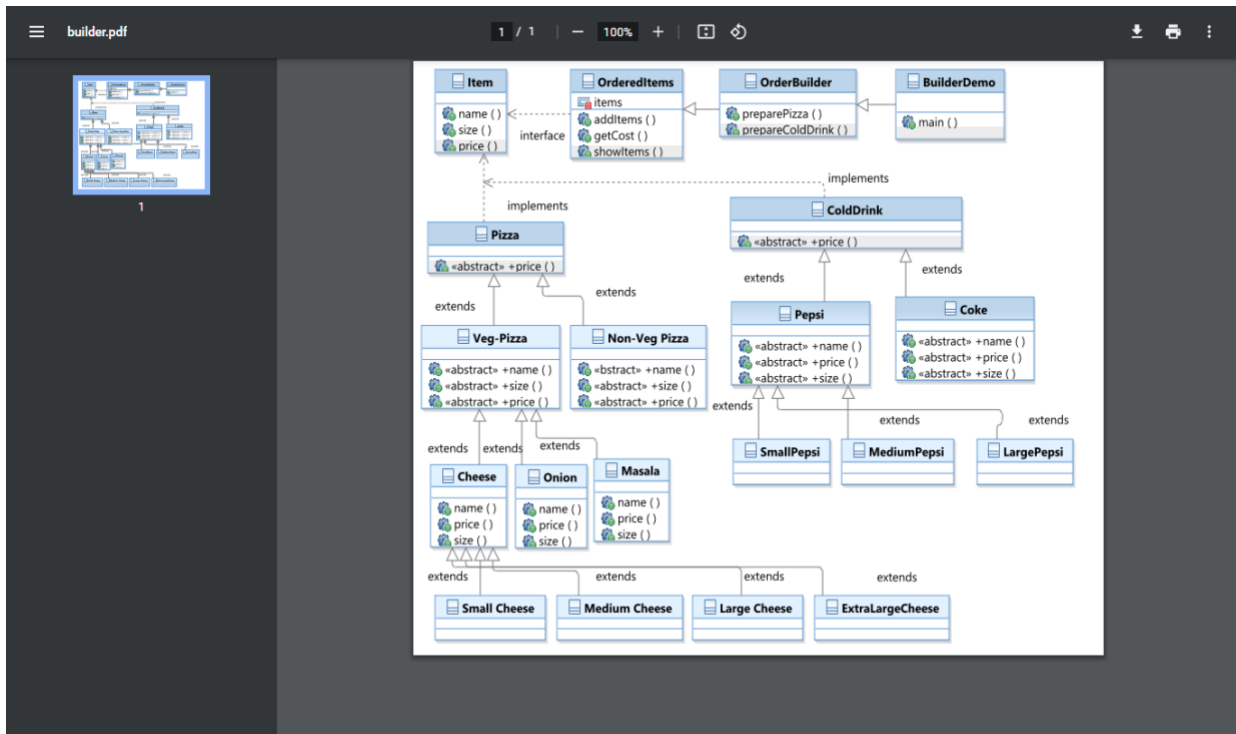 builder.pdf
1 / 1
100%
1
Item
name ( )
size ( )
price ( )
interface
OrderedItems
items
addItems ( )
getCost ( )
showItems ( )
OrderBuilder
preparePizza ( )
prepareColdDrink ( )
BuilderDemo
main ( )
implements
implements
Pizza
«abstract» +price ( )
ColdDrink
«abstract» +price ( )
extends
extends
extends
extends
Veg-Pizza
«abstract» +name ( )
«abstract» +size ( )
«abstract» +price ( )
Non-Veg Pizza
«bstract» +name ( )
«abstract» +size ( )
«abstract» +price ( )
Pepsi
«abstract» +name ( )
«abstract» +price ( )
«abstract» +size ( )
Coke
«abstract» +name ( )
«abstract» +price ( )
«abstract» +size ( )
extends
extends
extends
extends
extends
extends
Cheese
name ( )
price ( )
size ( )
Onion
name ( )
price ( )
size ( )
Masala
name ( )
price ( )
size ( )
SmallPepsi
MediumPepsi
LargePepsi
extends
extends
extends
extends
Small Cheese
Medium Cheese
Large Cheese
ExtraLargeCheese